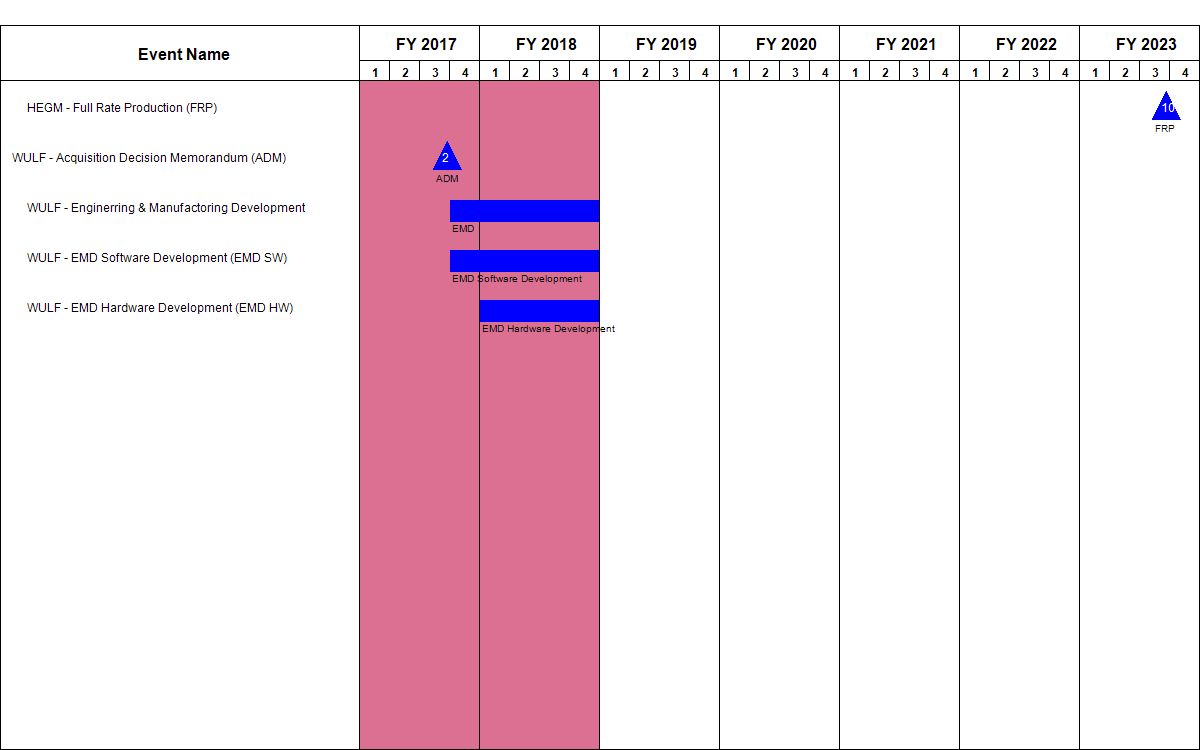 Event Name FY 2017 FY 2018 FY 2019 FY 2020 FY 2021 FY 2022 FY 2023
1 2 3 4 1 2 3 4 1 2 3 4 1 2 3 4 1 2 3 4 1 2 3 4 1 2 3 4
HEGM - Full Rate Production (FRP) 10
FRP
WULF - Acquisition Decision Memorandum (ADM) 2
ADM
WULF - Enginerring & Manufactoring Development
EMD
WULF - EMD Software Development (EMD SW)
EMD Software Development
WULF - EMD Hardware Development (EMD HW)
EMD Hardware Development